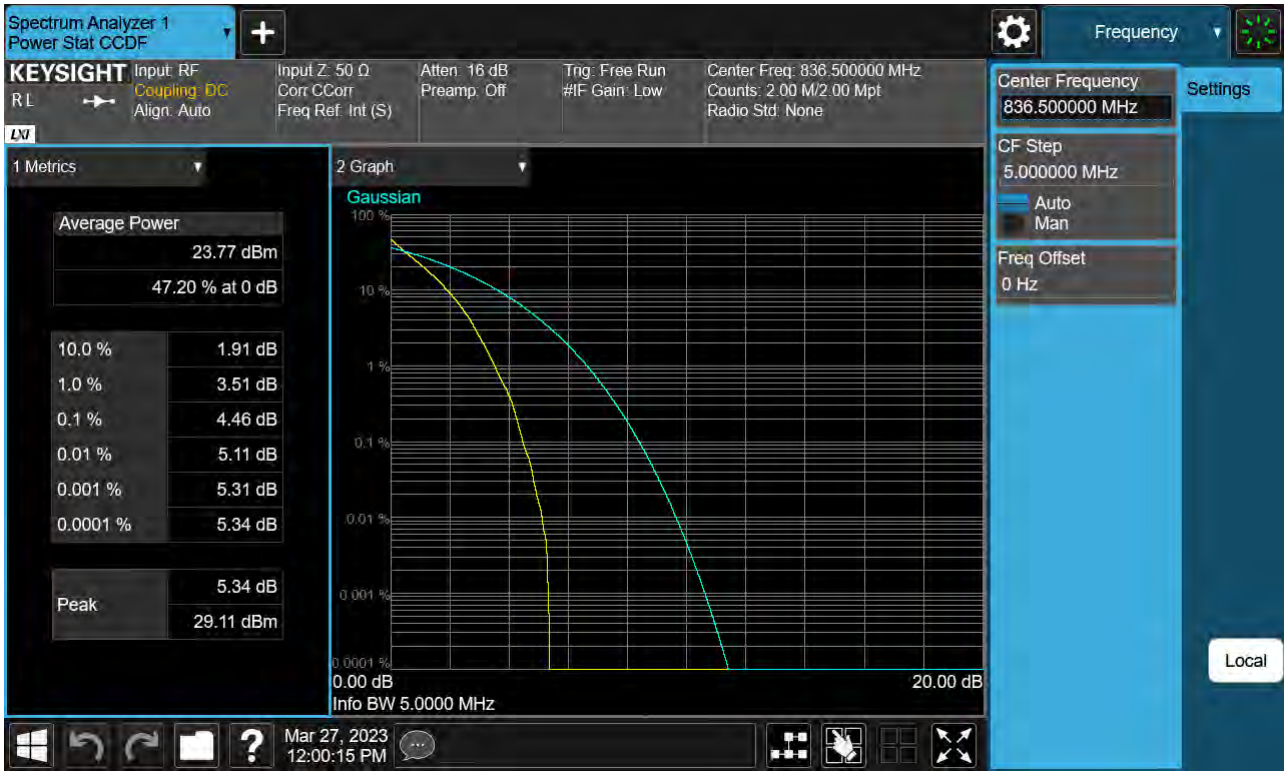 Spectrum Analyzer 1
Power Stat CCDF
Frequency
KEYSIGHT
R L
LXI
Input: RF
Coupling: DC
Align: Auto
Input Z: 50 Ω
Corr CCorr
Freq Ref: Int (S)
Atten: 16 dB
Preamp: Off
Trig: Free Run
#IF Gain: Low
Center Freq: 836.500000 MHz
Counts: 2.00 M/2.00 Mpt
Radio Std: None
Center Frequency
836.500000 MHz
Settings
CF Step
5.000000 MHz
Auto
Man
Freq Offset
0 Hz
Local
1 Metrics
Average Power
23.77 dBm
47.20 % at 0 dB
10.0 % 1.91 dB
1.0 % 3.51 dB
0.1 % 4.46 dB
0.01 % 5.11 dB
0.001 % 5.31 dB
0.0001 % 5.34 dB
Peak
5.34 dB
29.11 dBm
2 Graph
Gaussian
100 %
10 %
1 %
0.1 %
0.01 %
0.001 %
0.0001 %
0.00 dB 20.00 dB
Info BW 5.0000 MHz
?
Mar 27, 2023
12:00:15 PM